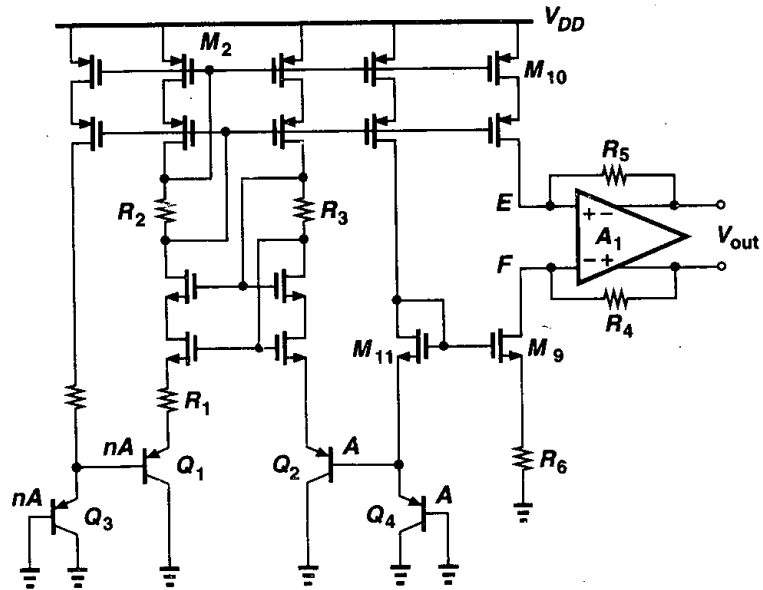 V_DD
M_2
M_10
R_5
E
A_1
+ −
− +
V_out
F
R_4
R_2
R_3
M_11
M_9
R_1
R_6
nA
Q_1
Q_2
A
nA
Q_3
Q_4
A